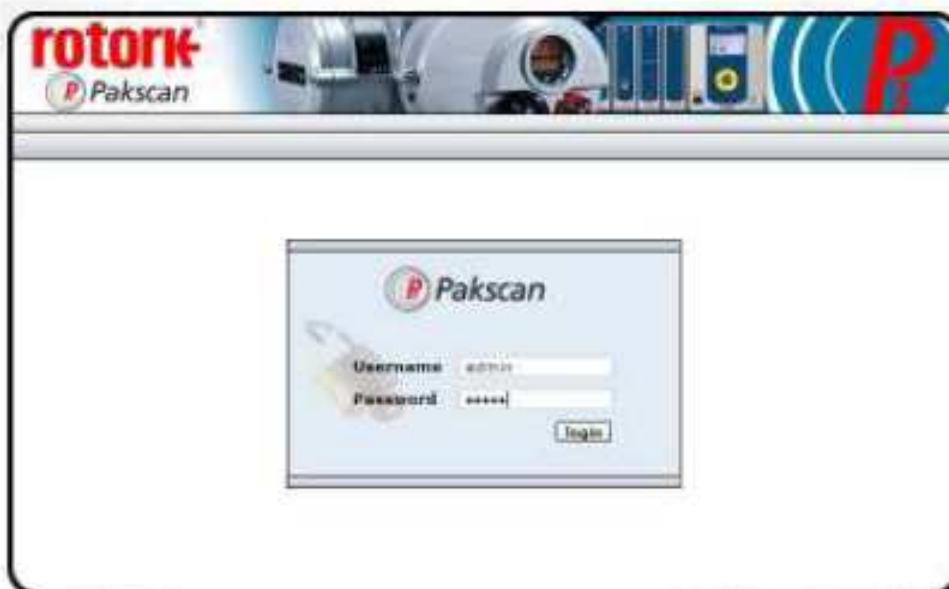 rotork
Pakscan
Pakscan
Username admin
Password •••••
login